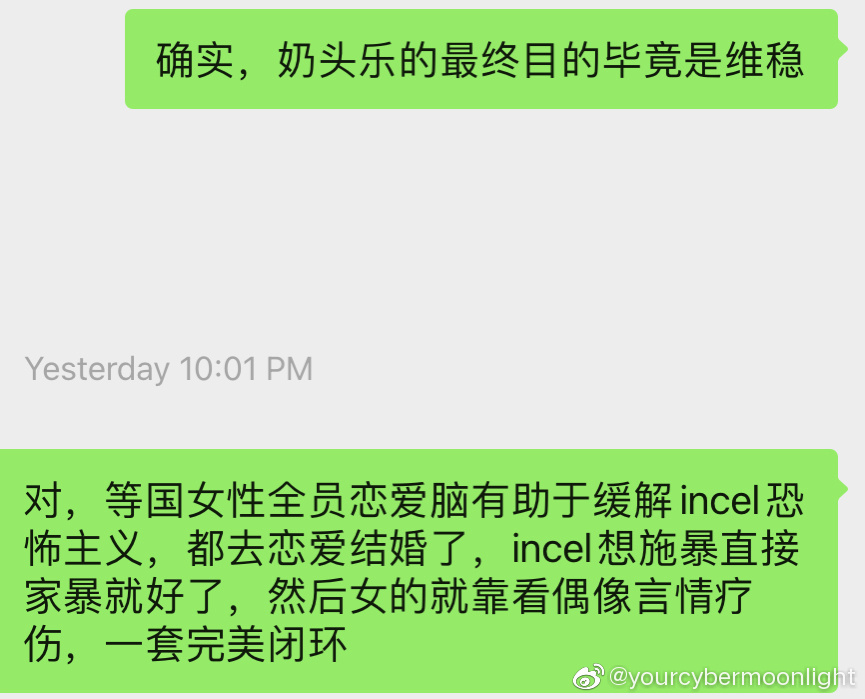 确实，奶头乐的最终目的毕竟是维稳
Yesterday 10:01 PM
对，等国女性全员恋爱脑有助于缓解incel恐
怖主义，都去恋爱结婚了，incel想施暴直接
家暴就好了，然后女的就靠看偶像言情疗
伤，一套完美闭环
@yourcybermoonlight